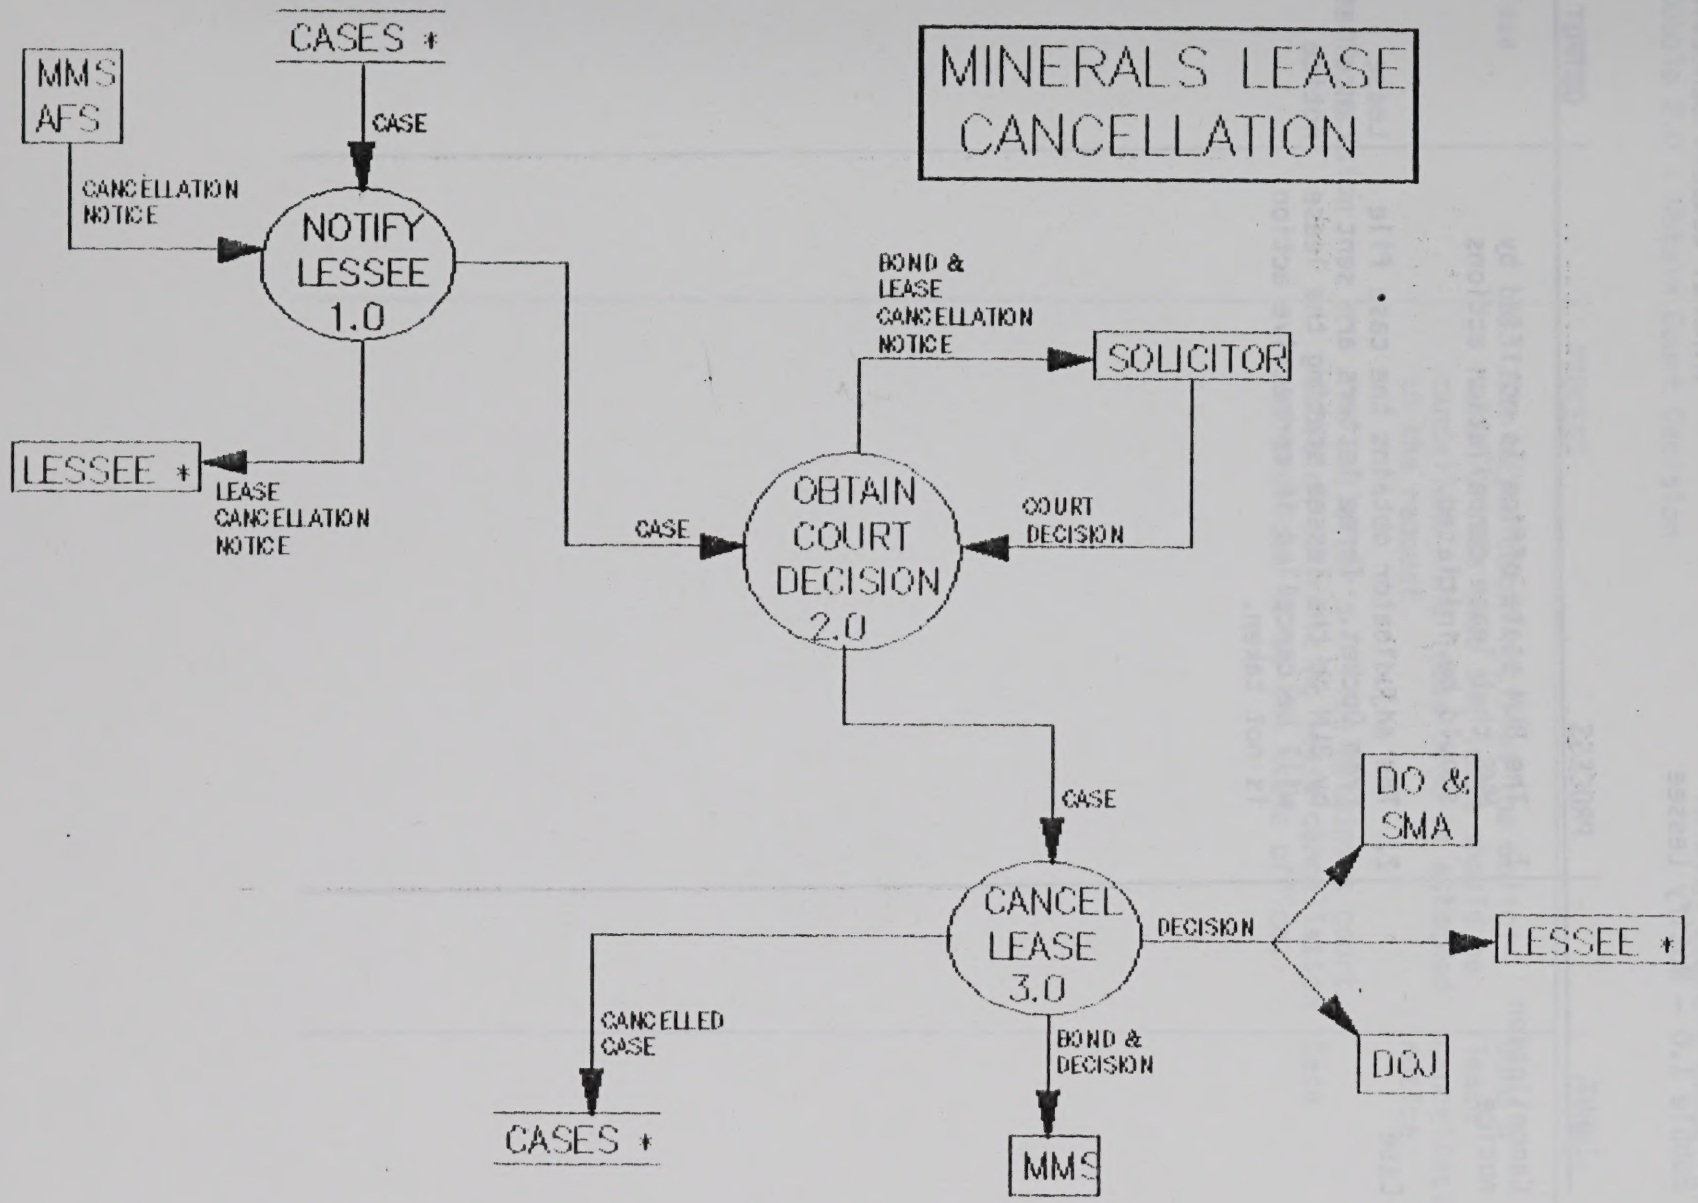 CASES *
MMS
AFS
MINERALS LEASE
CANCELLATION
CASE
CANCELLATION
NOTICE
NOTIFY
LESSEE
1.0
BOND &
LEASE
CANCELLATION
NOTICE
SOLICITOR
LESSEE *
LEASE
CANCELLATION
NOTICE
CASE
OBTAIN
COURT
DECISION
2.0
COURT
DECISION
CASE
DO &
SMA
CANCEL
LEASE
3.0
DECISION
LESSEE *
CANCELLED
CASE
BOND &
DECISION
DOJ
CASES *
MMS